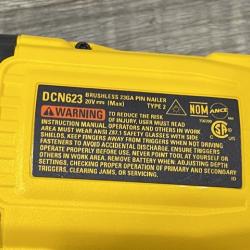 DCN623 BRUSHLESS 23GA PIN NAILER
20V (Max) TYPE 2
NOM
ANCE
WARNING TO REDUCE THE RISK
OF INJURY, USER MUST READ
INSTRUCTION MANUAL. OPERATORS AND OTHERS IN WORK
AREA MUST WEAR ANSI Z87.1 SAFETY GLASSES WITH SIDE
SHIELDS. KEEP FINGERS AWAY FROM TRIGGERS WHEN NOT DRIVING
FASTENERS TO AVOID ACCIDENTAL DISCHARGE. ENSURE TRIGGERS
OPERATE PROPERLY BEFORE USE. NEVER POINT TOOL AT YOURSELF OR
OTHERS IN WORK AREA. REMOVE BATTERY WHEN ADJUSTING DEPTH
SETTINGS, CHECKING PROPER OPERATION OF PRIMARY AND SECONDARY
TRIGGERS, CLEARING JAMS, OR SERVICING.